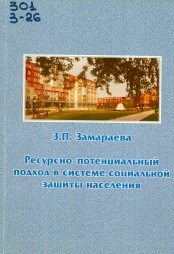 301
З-26
З.П. Замараева
Ресурсно-потенциальный
подход в системе социальной
защиты населения